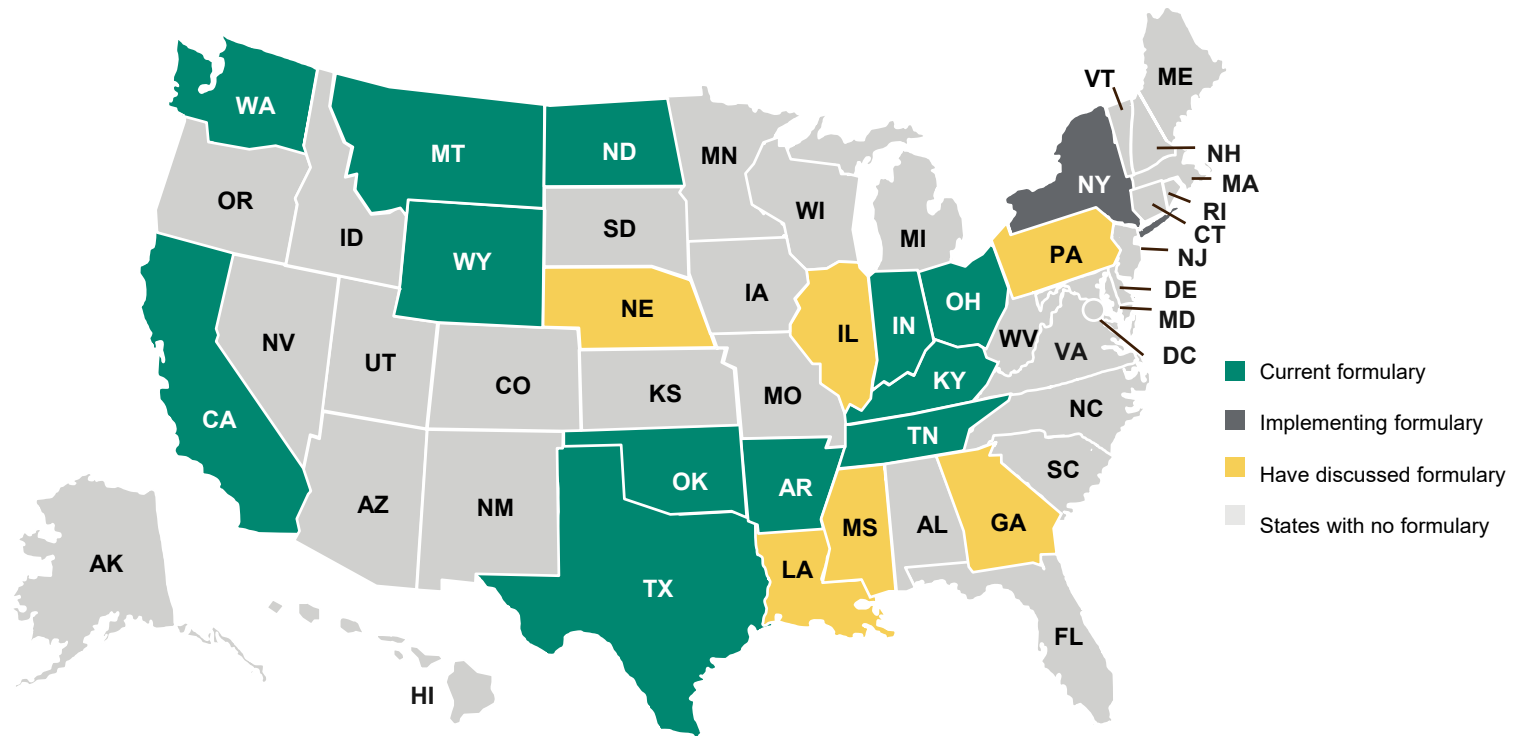 VT
ME
WA
MT
ND
MN
NH
MA
OR
ID
WY
SD
WI
MI
NY
RI
CT
NJ
PA
IA
NE
DE
MD
DC
NV
UT
CO
IL
IN
OH
WV
VA
KS
MO
KY
CA
NC
TN
AZ
NM
OK
AR
SC
MS
AL
GA
LA
TX
AK
HI
FL
Current formulary
Implementing formulary
Have discussed formulary
States with no formulary